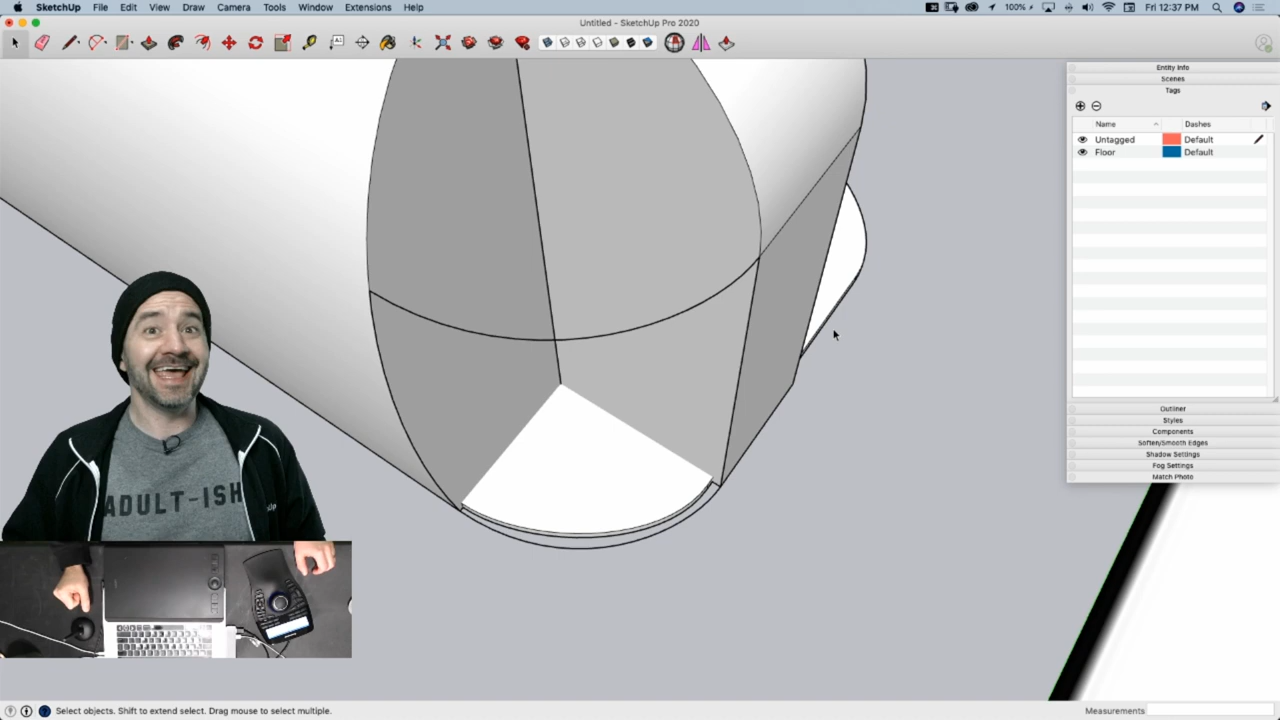 SketchUp File Edit View Draw Camera Tools Window Extensions Help 100% Fri 12:37 PM
Untitled - SketchUp Pro 2020
Entity Info
Scenes
Tags
Name Dashes
Untagged Default
Floor Default
Outliner
Styles
Components
Soften/Smooth Edges
Shadow Settings
Fog Settings
Match Photo
ADULT-ISH
Select objects. Shift to extend select. Drag mouse to select multiple. Measurements